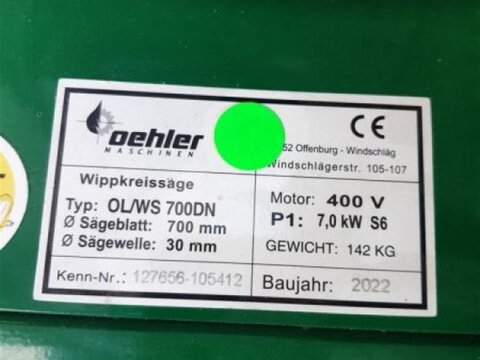 oehler
MASCHINEN
CE
52 Offenburg - Windschläg
Windschlägerstr. 105-107
Wippkreissäge
Typ: OL/WS 700DN
Ø Sägeblatt: 700 mm
Ø Sägewelle: 30 mm
Motor: 400 V
P1: 7,0 kW S6
GEWICHT: 142 KG
Kenn-Nr.: 127656-105412
Baujahr: 2022